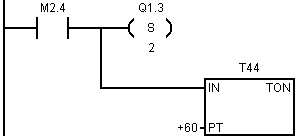 M2.4 Q1.3
S
2
T44
IN TON
+60 PT